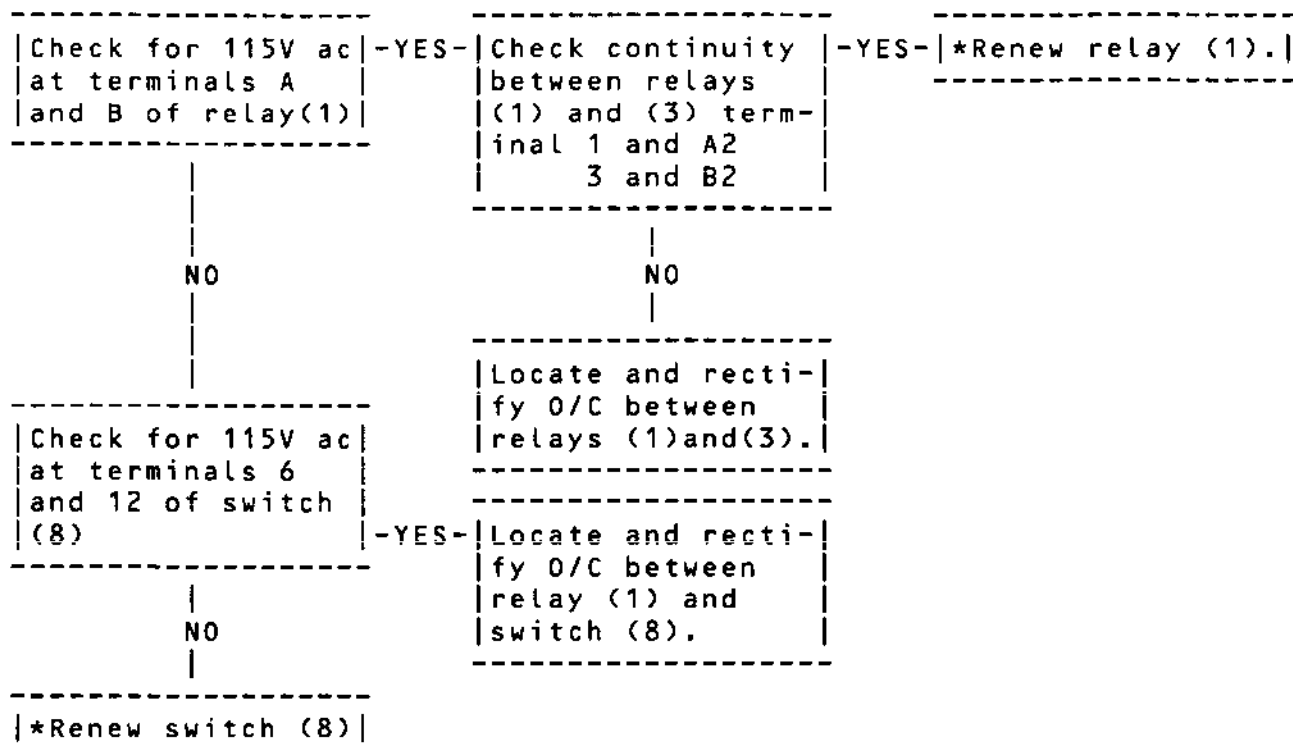 Check for 115V ac
at terminals A
and B of relay(1)
-YES-
Check continuity
between relays
(1) and (3) term-
inal 1 and A2
3 and B2
-YES-
*Renew relay (1).
NO
NO
Locate and recti-
fy O/C between
relays (1)and(3).
Check for 115V ac
at terminals 6
and 12 of switch
(8)
-YES-
Locate and recti-
fy O/C between
relay (1) and
switch (8).
NO
*Renew switch (8)